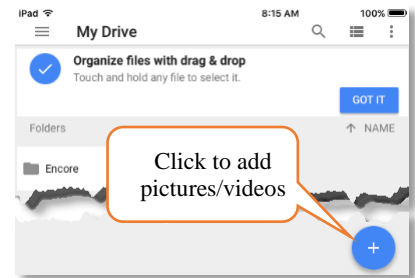 iPad 8:15 AM 100%
My Drive
Organize files with drag & drop
Touch and hold any file to select it.
GOT IT
Folders ↑ NAME
Encore
Click to add
pictures/videos
+